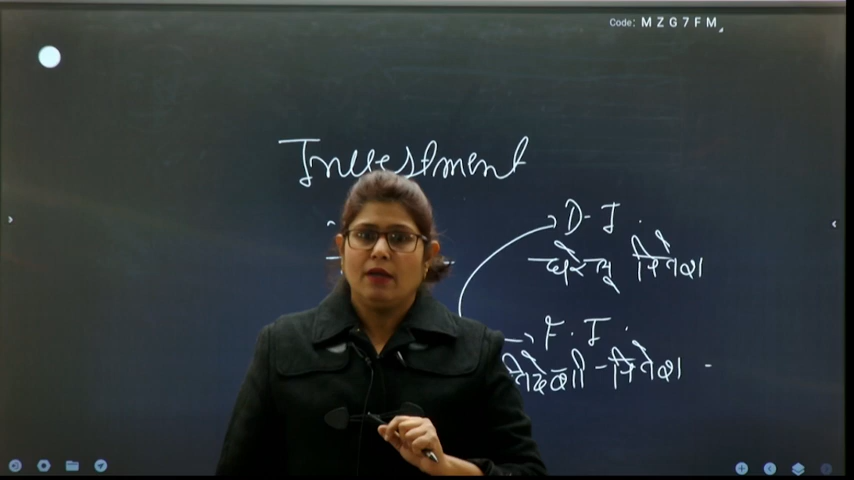 Code: MZG7FM
Investment
D-I.
घरेलू निवेश
F.I.
विदेशी-निवेश -